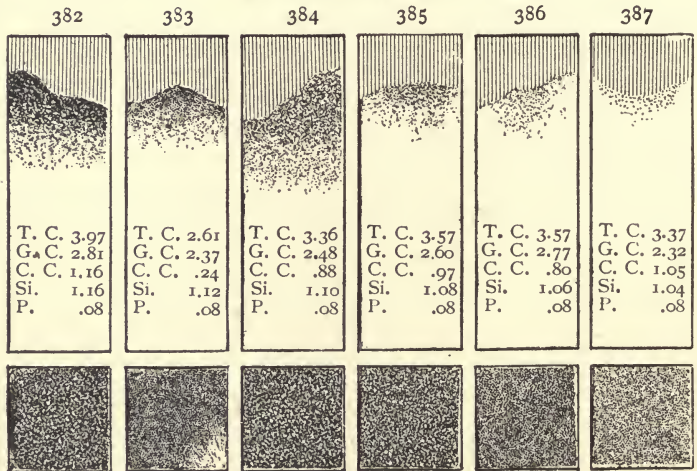 382 383 384 385 386 387
T. C. 3.97
G. C. 2.81
C. C. 1.16
Si. 1.16
P. .08
T. C. 2.61
G. C. 2.37
C. C. .24
Si. 1.12
P. .08
T. C. 3.36
G. C. 2.48
C. C. .88
Si. 1.10
P. .08
T. C. 3.57
G. C. 2.60
C. C. .97
Si. 1.08
P. .08
T. C. 3.57
G. C. 2.77
C. C. .80
Si. 1.06
P. .08
T. C. 3.37
G. C. 2.32
C. C. 1.05
Si. 1.04
P. .08